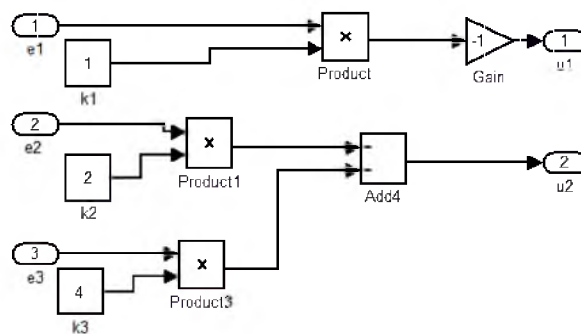 1
e1
1
k1
×
Product
-1
Gain
1
u1
2
e2
2
k2
×
Product1
-
-
Add4
2
u2
3
e3
4
k3
×
Product3